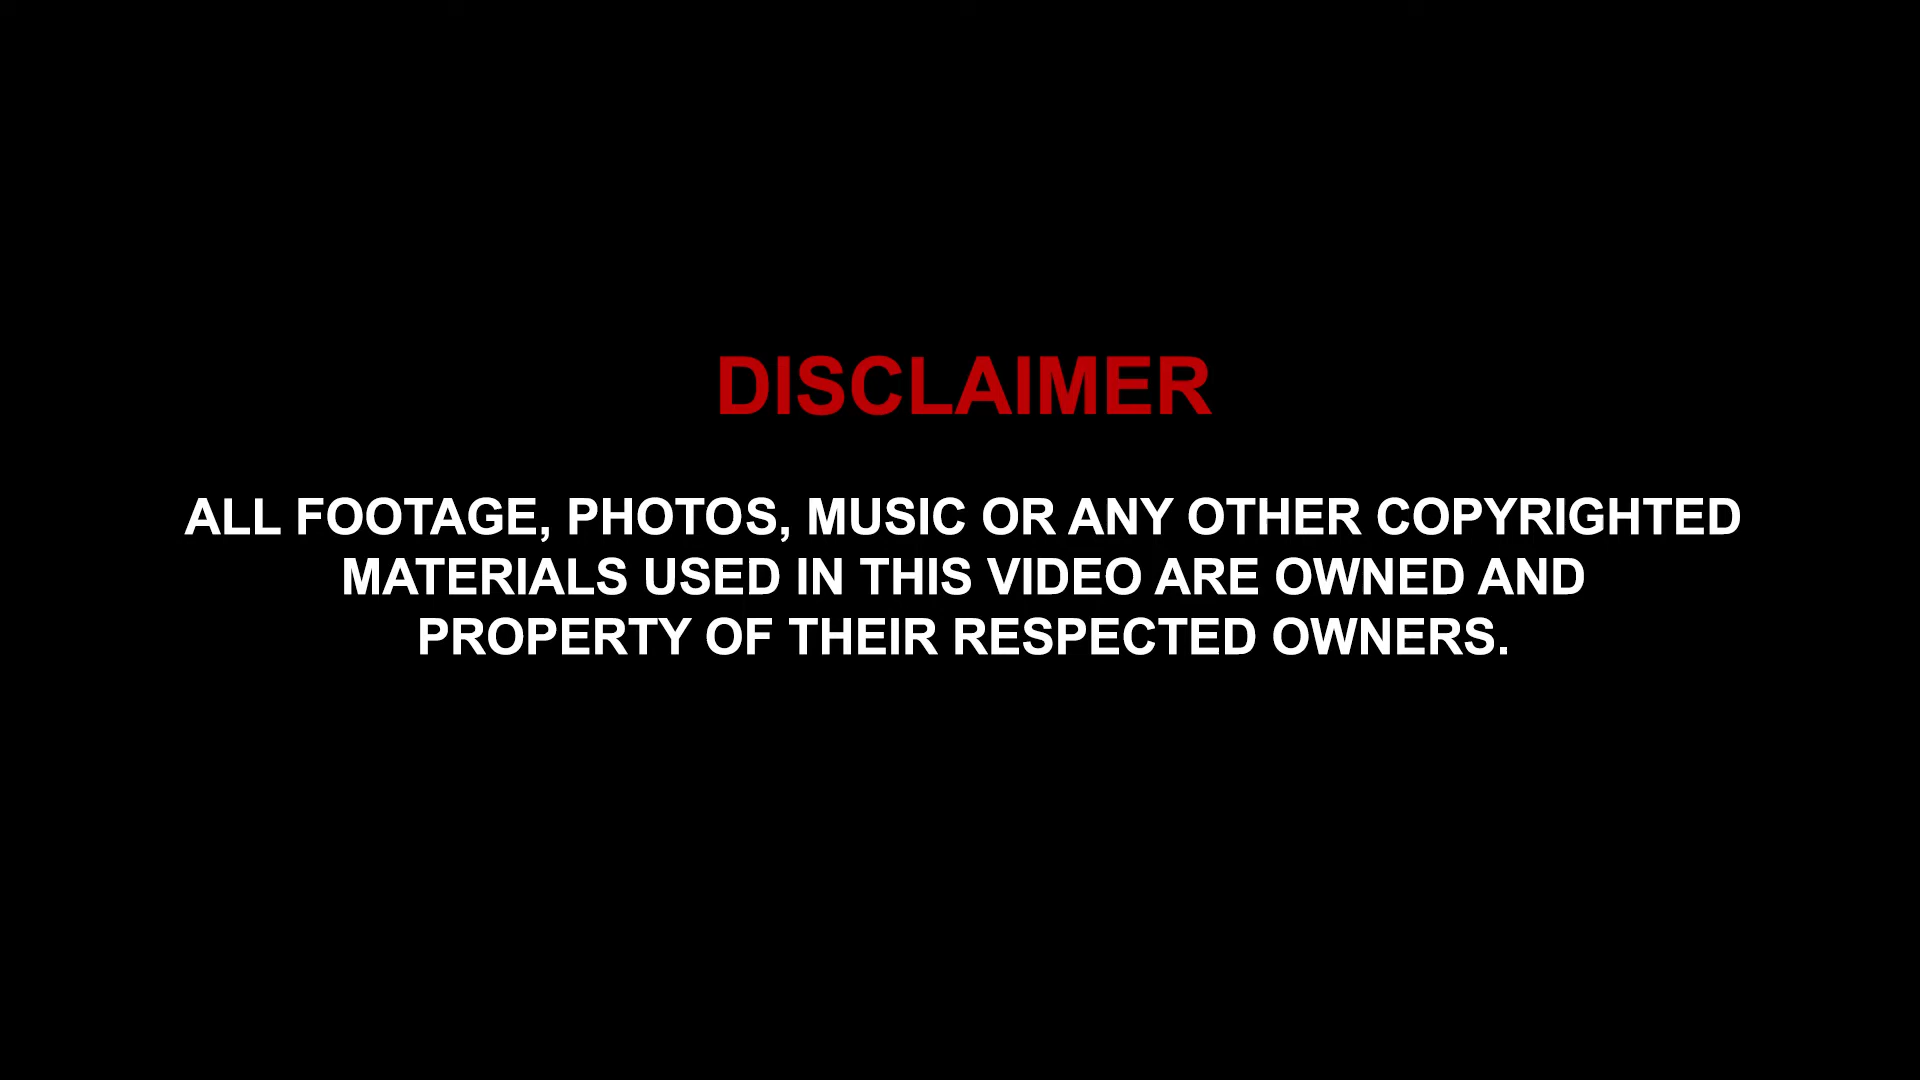 DISCLAIMER
ALL FOOTAGE, PHOTOS, MUSIC OR ANY OTHER COPYRIGHTED
MATERIALS USED IN THIS VIDEO ARE OWNED AND
PROPERTY OF THEIR RESPECTED OWNERS.